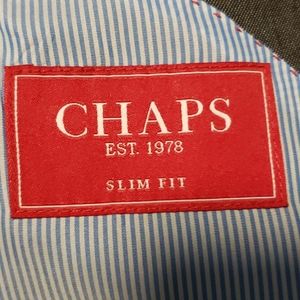 CHAPS
EST. 1978
SLIM FIT